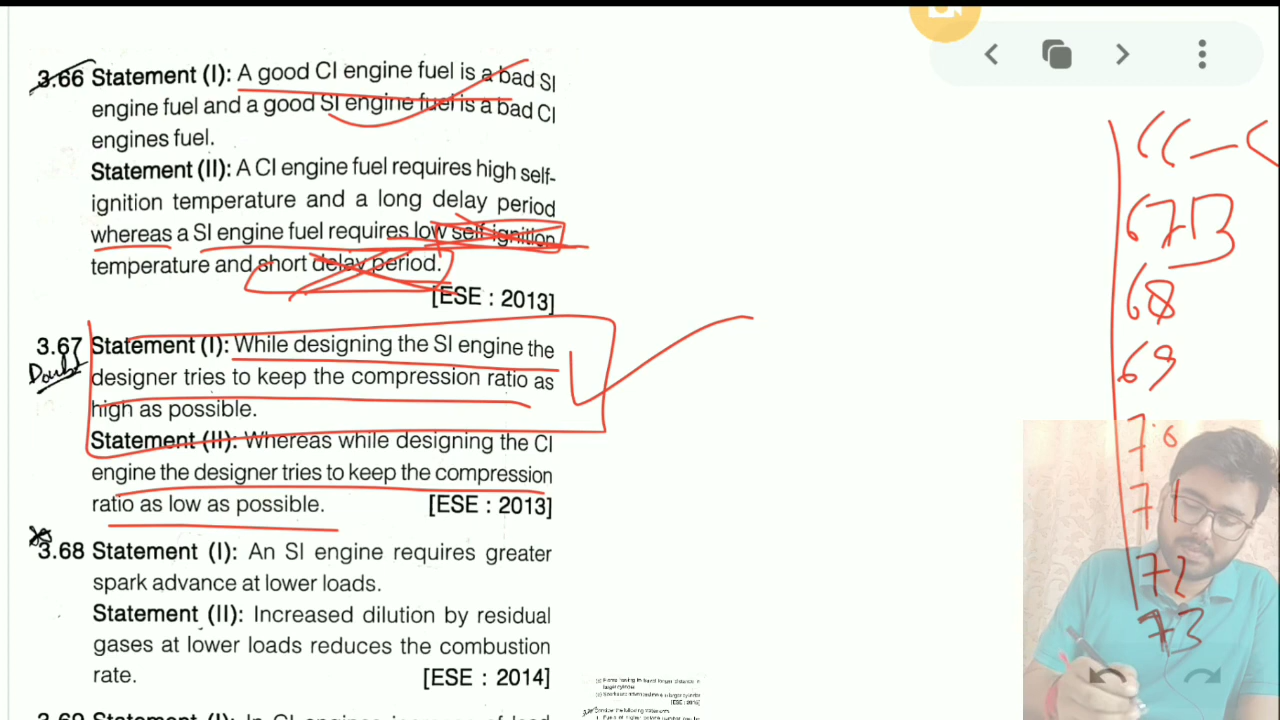 3.66 Statement (I): A good CI engine fuel is a bad SI
engine fuel and a good SI engine fuel is a bad CI
engines fuel.
Statement (II): A CI engine fuel requires high self-
ignition temperature and a long delay period
whereas a SI engine fuel requires low self-ignition
temperature and short delay period.
[ESE : 2013]
3.67 Statement (I): While designing the SI engine the
Doubt designer tries to keep the compression ratio as
high as possible.
Statement (II): Whereas while designing the CI
engine the designer tries to keep the compression
ratio as low as possible. [ESE : 2013]
3.68 Statement (I): An SI engine requires greater
spark advance at lower loads.
Statement (II): Increased dilution by residual
gases at lower loads reduces the combustion
rate. [ESE : 2014]
67-B
68
69
70
71
72
73